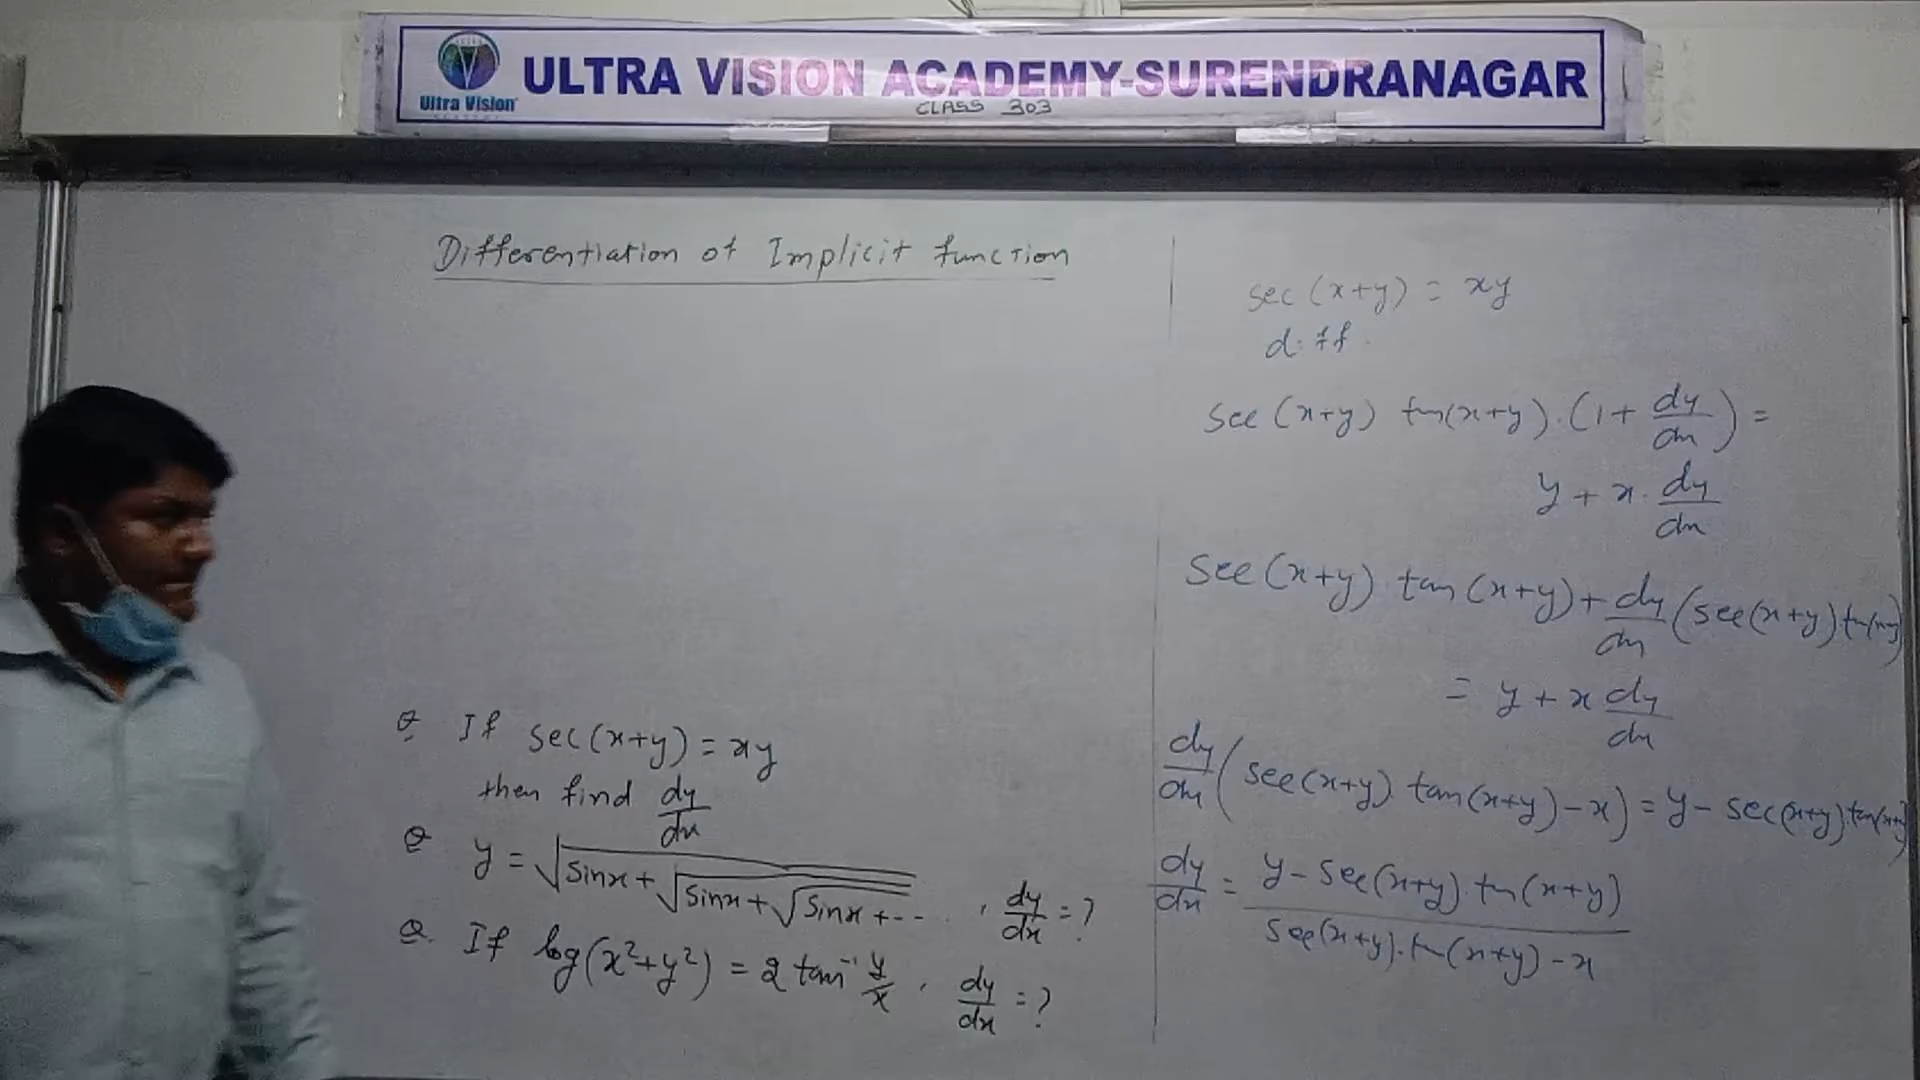 ULTRA VISION ACADEMY-SURENDRANAGAR
Ultra Vision
CLASS 303
Differentiation of Implicit function
Q If sec(x+y) = xy
then find dy/dx
Q y = √sinx + √sinx + √sinx + -- . , dy/dx = ?
Q. If log(x²+y²) = 2 tan⁻¹ y/x , dy/dx = ?
sec (x+y) = xy
diff.
sec (x+y) tan(x+y).(1 + dy/dx) =
y + x. dy/dx
sec (x+y) tan (x+y) + dy/dx (sec(x+y) tan(x+y)
= y + x dy/dx
dy/dx (sec(x+y) tan(x+y) - x) = y - sec(x+y).tan(x+y)
dy/dx = y - sec(x+y).tan(x+y) / sec(x+y).tan(x+y) - x